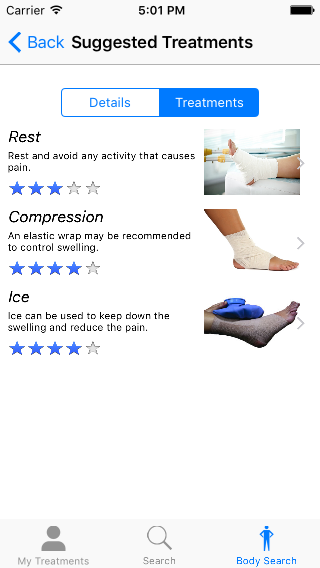 Carrier 5:01 PM
Back Suggested Treatments
Details Treatments
Rest
Rest and avoid any activity that causes
pain.
Compression
An elastic wrap may be recommended
to control swelling.
Ice
Ice can be used to keep down the
swelling and reduce the pain.
My Treatments Search Body Search